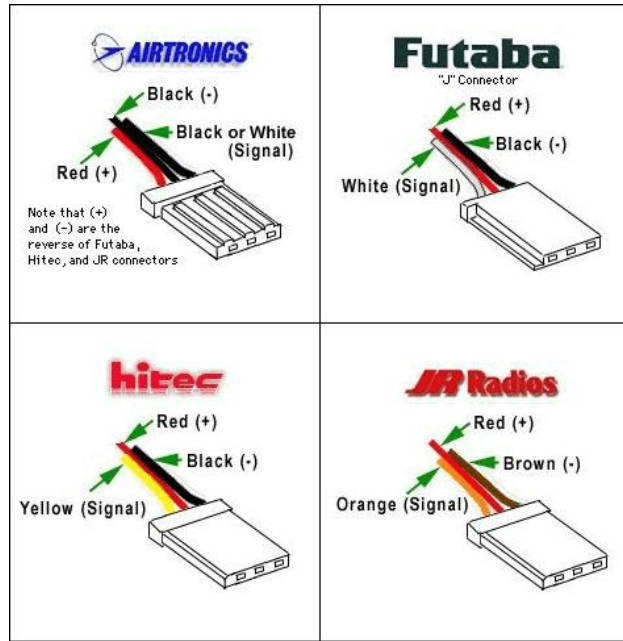 AIRTRONICS
Black (-)
Black or White
(Signal)
Red (+)
Note that (+)
and (-) are the
reverse of Futaba,
Hitec, and JR connectors
Futaba
"J" Connector
Red (+)
Black (-)
White (Signal)
hitec
Red (+)
Black (-)
Yellow (Signal)
JR Radios
Red (+)
Brown (-)
Orange (Signal)